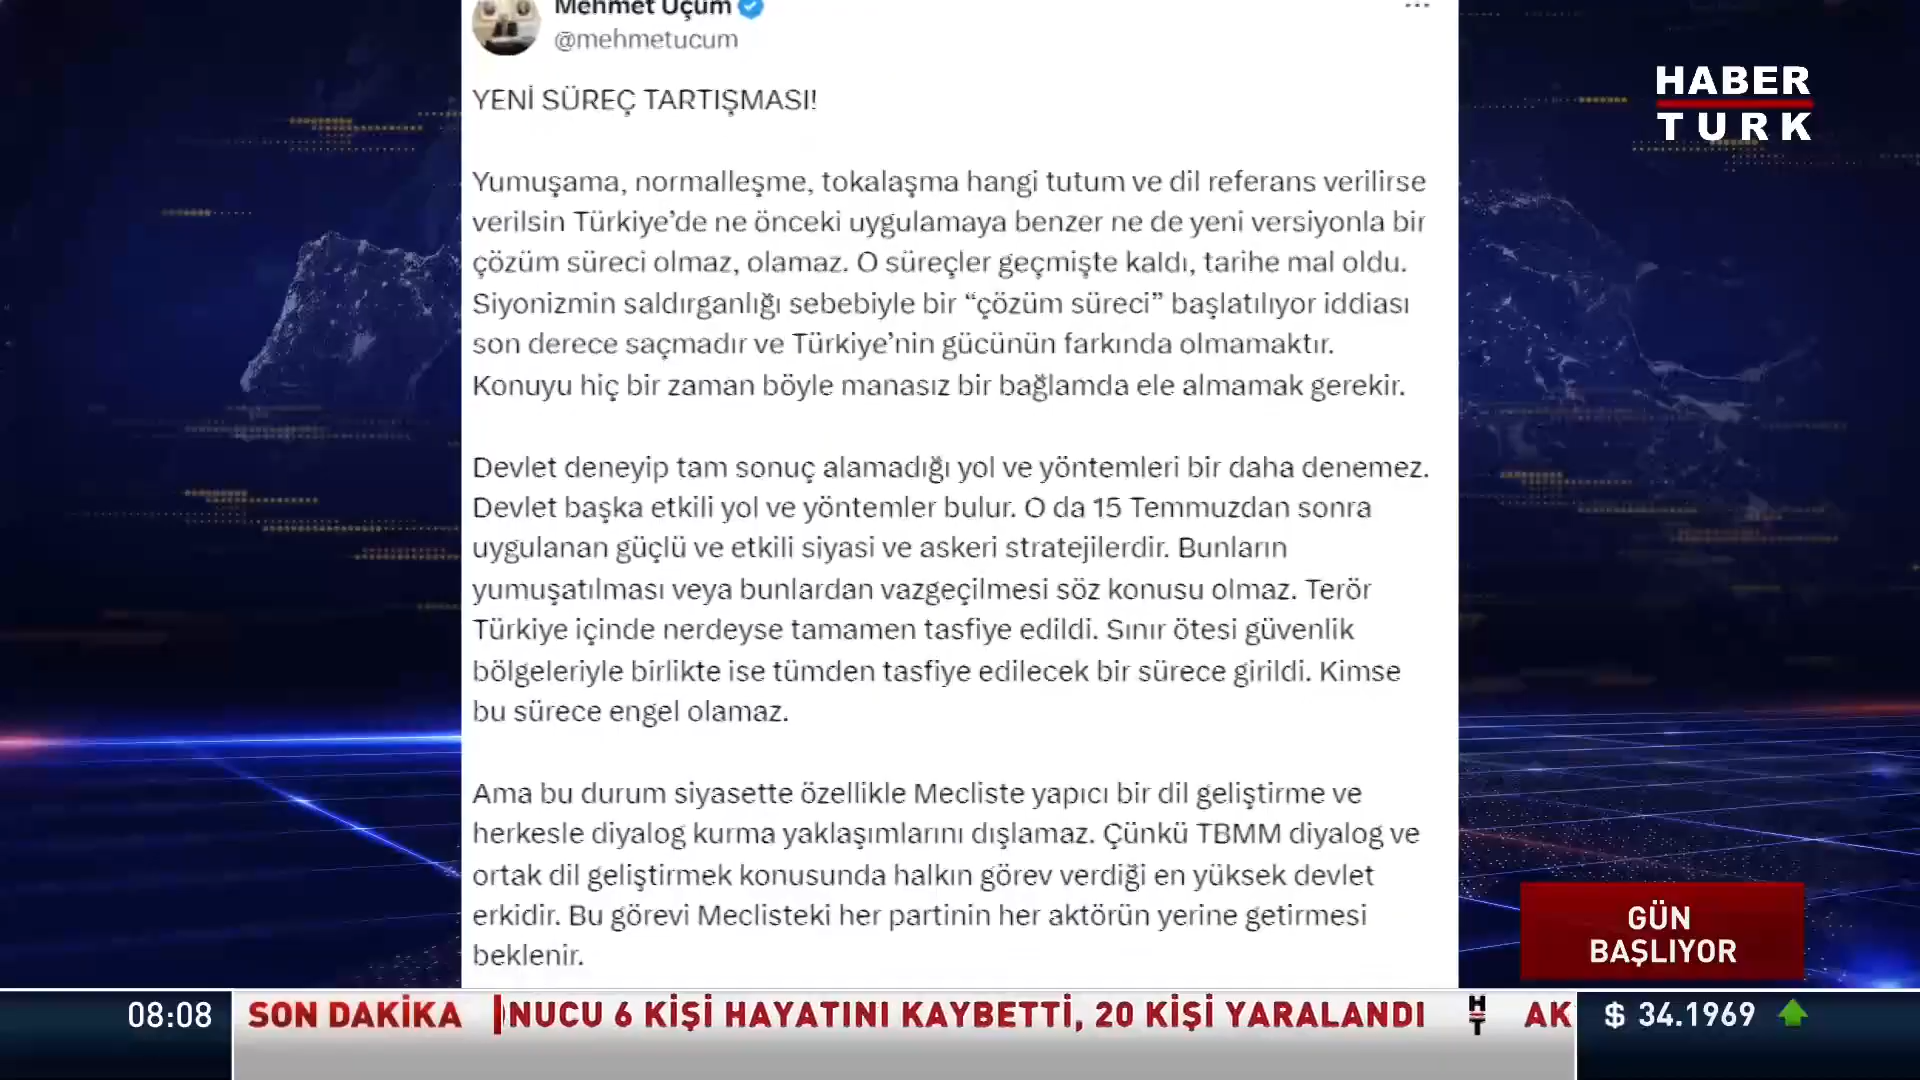 Mehmet Uçum
@mehmetucum
YENİ SÜREÇ TARTIŞMASI!
Yumuşama, normalleşme, tokalaşma hangi tutum ve dil referans verilirse
verilsin Türkiye’de ne önceki uygulamaya benzer ne de yeni versiyonla bir
çözüm süreci olmaz, olamaz. O süreçler geçmişte kaldı, tarihe mal oldu.
Siyonizmin saldırganlığı sebebiyle bir “çözüm süreci” başlatılıyor iddiası
son derece saçmadır ve Türkiye’nin gücünün farkında olmamaktır.
Konuyu hiç bir zaman böyle manasız bir bağlamda ele almamak gerekir.
Devlet deneyip tam sonuç alamadığı yol ve yöntemleri bir daha denemez.
Devlet başka etkili yol ve yöntemler bulur. O da 15 Temmuzdan sonra
uygulanan güçlü ve etkili siyasi ve askeri stratejilerdir. Bunların
yumuşatılması veya bunlardan vazgeçilmesi söz konusu olmaz. Terör
Türkiye içinde nerdeyse tamamen tasfiye edildi. Sınır ötesi güvenlik
bölgeleriyle birlikte ise tümden tasfiye edilecek bir sürece girildi. Kimse
bu sürece engel olamaz.
Ama bu durum siyasette özellikle Mecliste yapıcı bir dil geliştirme ve
herkesle diyalog kurma yaklaşımlarını dışlamaz. Çünkü TBMM diyalog ve
ortak dil geliştirmek konusunda halkın görev verdiği en yüksek devlet
erkidir. Bu görevi Meclisteki her partinin her aktörün yerine getirmesi
beklenir.
HABER
TURK
GÜN
BAŞLIYOR
08:08
SON DAKİKA
NUCU 6 KİŞİ HAYATINI KAYBETTİ, 20 KİŞİ YARALANDI
HT
AK
$ 34.1969